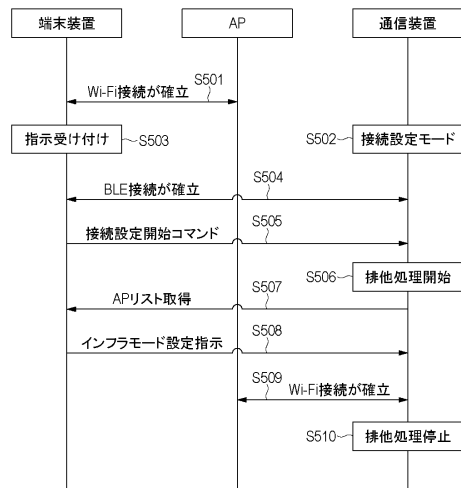 端末装置
AP
通信装置
S501
Wi-Fi接続が確立
指示受け付け
S503
S502
接続設定モード
S504
BLE接続が確立
S505
接続設定開始コマンド
S506
排他処理開始
S507
APリスト取得
S508
インフラモード設定指示
S509
Wi-Fi接続が確立
S510
排他処理停止